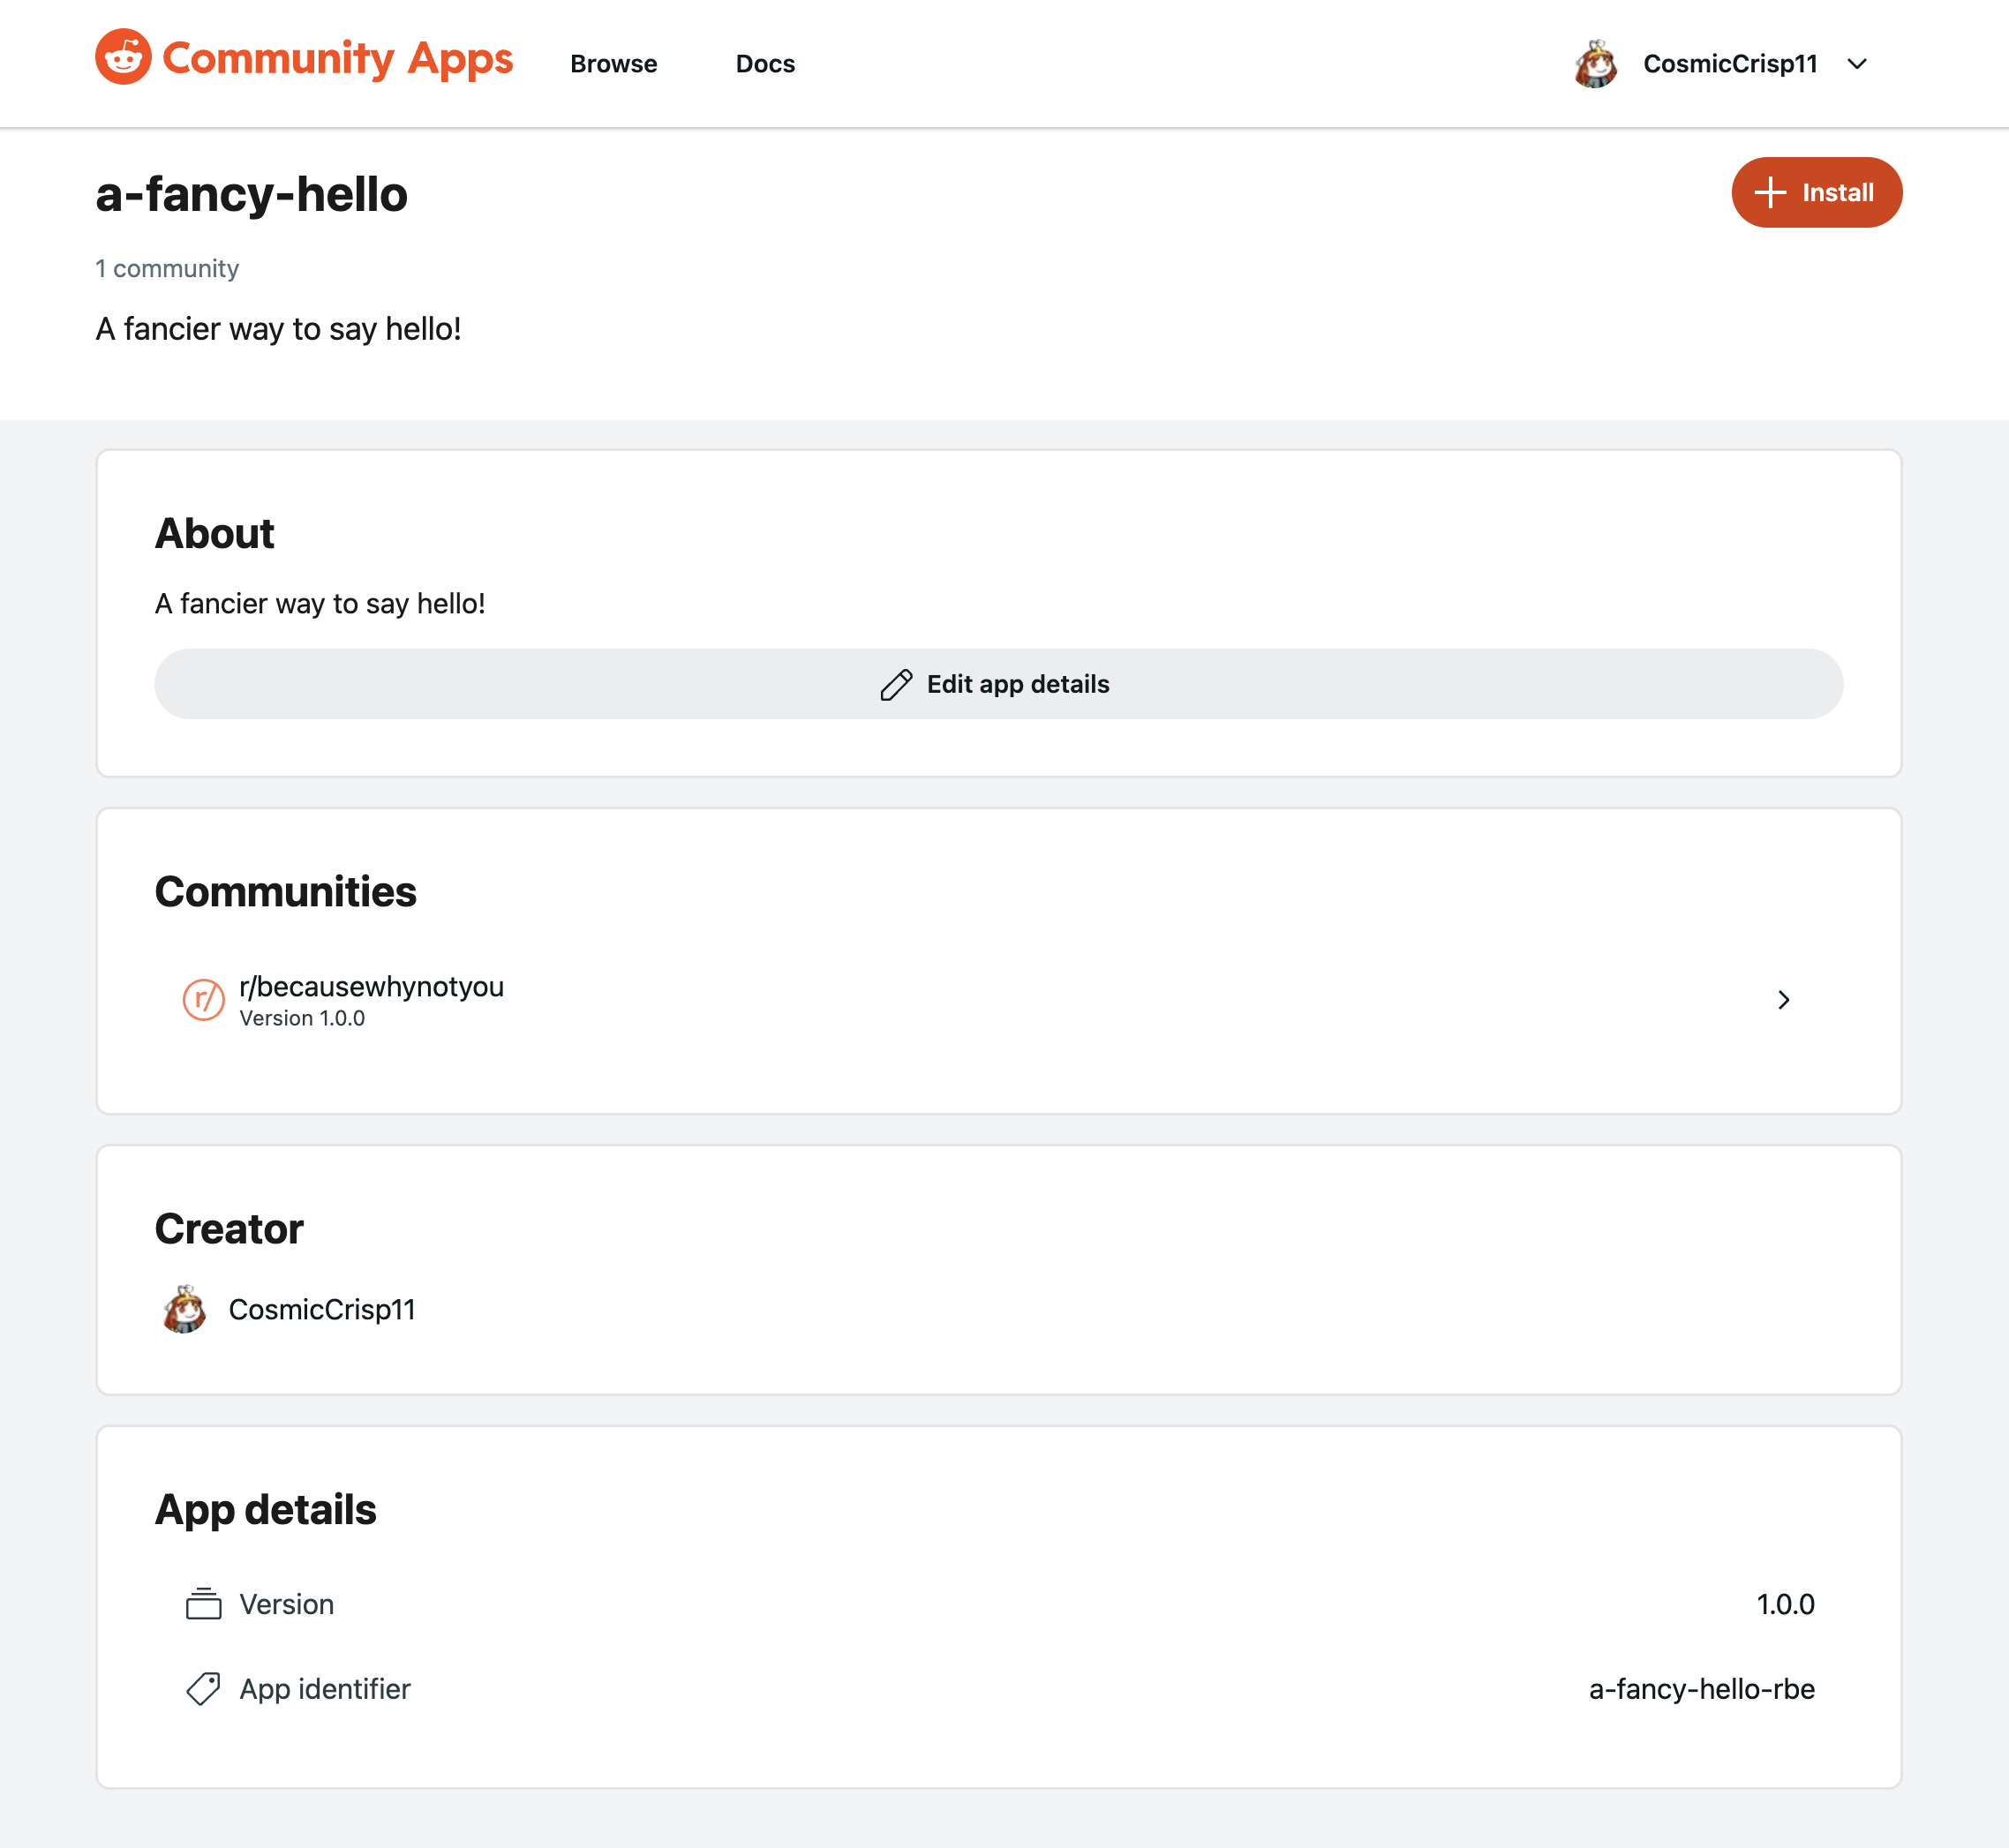 Community Apps
Browse
Docs
CosmicCrisp11
a-fancy-hello
Install
1 community
A fancier way to say hello!
About
A fancier way to say hello!
Edit app details
Communities
r/
r/becausewhynotyou
Version 1.0.0
Creator
CosmicCrisp11
App details
Version
1.0.0
App identifier
a-fancy-hello-rbe